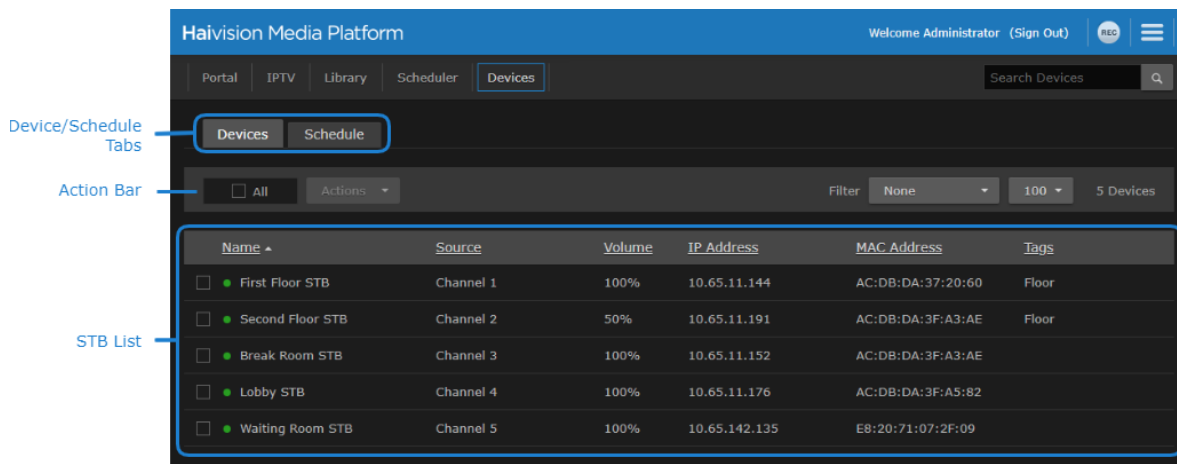 Haivision Media Platform Welcome Administrator (Sign Out) REC
Portal IPTV Library Scheduler Devices Search Devices
Device/Schedule
Tabs
Devices Schedule
Action Bar
All Actions Filter None 100 5 Devices
Name Source Volume IP Address MAC Address Tags
First Floor STB Channel 1 100% 10.65.11.144 AC:DB:DA:37:20:60 Floor
Second Floor STB Channel 2 50% 10.65.11.191 AC:DB:DA:3F:A3:AE Floor
STB List
Break Room STB Channel 3 100% 10.65.11.152 AC:DB:DA:3F:A3:AE
Lobby STB Channel 4 100% 10.65.11.176 AC:DB:DA:3F:A5:82
Waiting Room STB Channel 5 100% 10.65.142.135 E8:20:71:07:2F:09